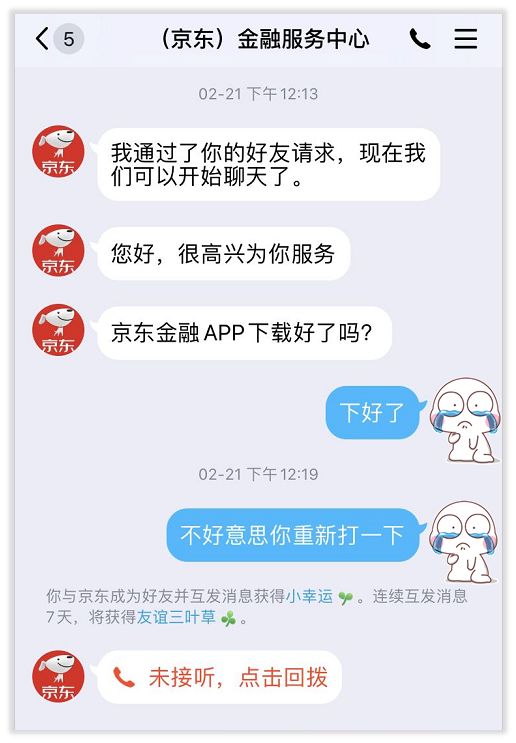 5
（京东）金融服务中心
02-21 下午12:13
我通过了你的好友请求，现在我
们可以开始聊天了。
京东
您好，很高兴为你服务
京东
京东金融APP下载好了吗?
京东
下好了
02-21 下午12:19
不好意思你重新打一下
你与京东成为好友并互发消息获得小幸运 。连续互发消息
7天，将获得友谊三叶草 。
未接听，点击回拨
京东